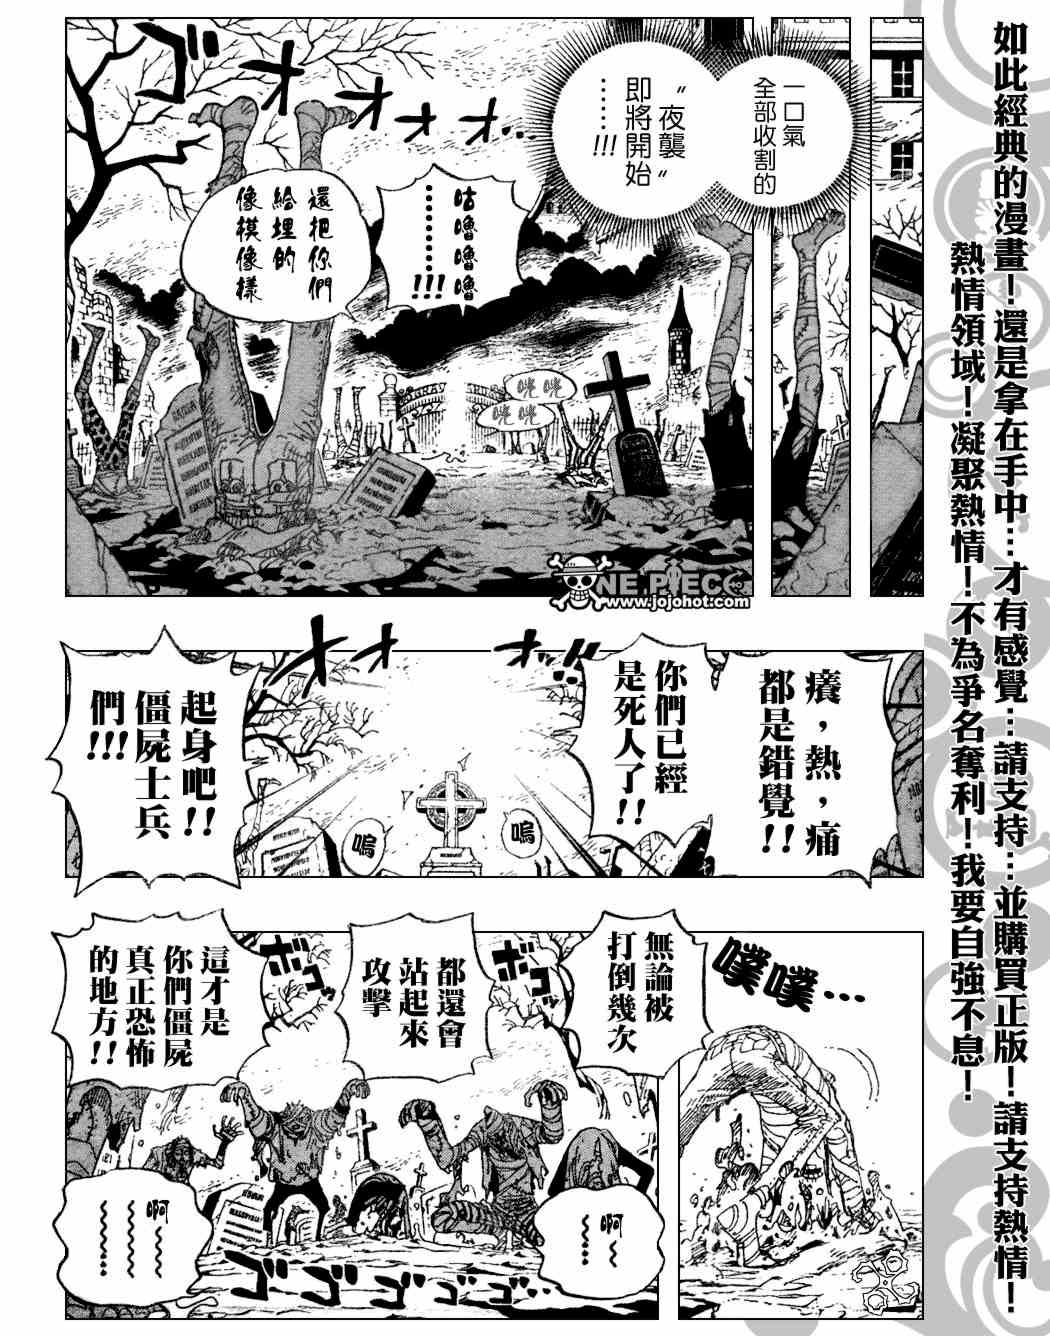 如此經典的漫畫！還是拿在手中…才有感覺…請支持…並購買正版！請支持熱情！
熱情領域！凝聚熱情！不為爭名奪利！我要自強不息！
一口氣
全部收割的
〝夜襲〞
即將開始
……!!!
ゴゴオオオオ…
咕嚕嚕嚕
……!!!
還把你們
給埋的
像模像樣
咣咣
咣咣
ONE PIECE
www.jojohot.com
癢，熱，痛
都是錯覺!!
你們已經
是死人了!!
オオオオ…!!
嗚
嗚
起身吧!!
僵屍士兵
們!!!
噗噗…
無論被
打倒幾次
都還會
站起來
攻擊
這才是
你們僵屍
真正恐怖
的地方!!
ボコッ
ボコッ
啊～～
～～～
啊～～
～～～
ゴゴゴゴゴ